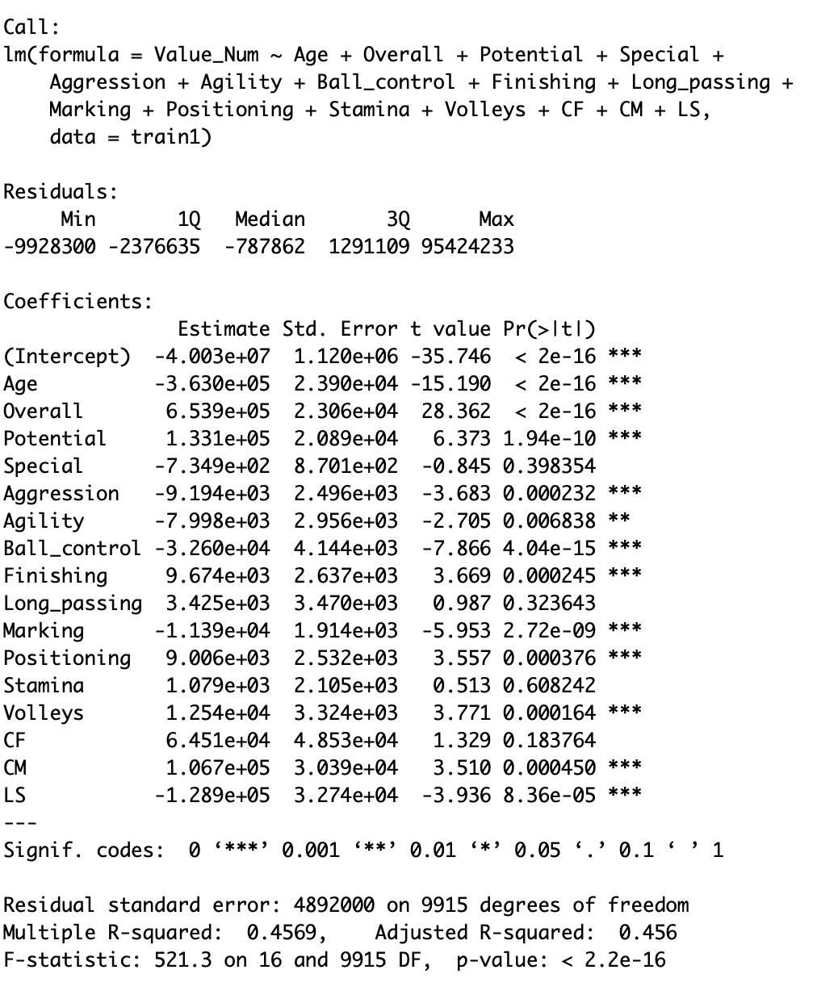 Call:
lm(formula = Value_Num ~ Age + Overall + Potential + Special +
    Aggression + Agility + Ball_control + Finishing + Long_passing +
    Marking + Positioning + Stamina + Volleys + CF + CM + LS,
    data = train1)

Residuals:
     Min       1Q   Median       3Q      Max
-9928300 -2376635  -787862  1291109 95424233

Coefficients:
               Estimate Std. Error t value Pr(>|t|)
(Intercept)  -4.003e+07  1.120e+06 -35.746  < 2e-16 ***
Age          -3.630e+05  2.390e+04 -15.190  < 2e-16 ***
Overall       6.539e+05  2.306e+04  28.362  < 2e-16 ***
Potential     1.331e+05  2.089e+04   6.373 1.94e-10 ***
Special      -7.349e+02  8.701e+02  -0.845 0.398354
Aggression   -9.194e+03  2.496e+03  -3.683 0.000232 ***
Agility      -7.998e+03  2.956e+03  -2.705 0.006838 **
Ball_control -3.260e+04  4.144e+03  -7.866 4.04e-15 ***
Finishing     9.674e+03  2.637e+03   3.669 0.000245 ***
Long_passing  3.425e+03  3.470e+03   0.987 0.323643
Marking      -1.139e+04  1.914e+03  -5.953 2.72e-09 ***
Positioning   9.006e+03  2.532e+03   3.557 0.000376 ***
Stamina       1.079e+03  2.105e+03   0.513 0.608242
Volleys       1.254e+04  3.324e+03   3.771 0.000164 ***
CF            6.451e+04  4.853e+04   1.329 0.183764
CM            1.067e+05  3.039e+04   3.510 0.000450 ***
LS           -1.289e+05  3.274e+04  -3.936 8.36e-05 ***
---
Signif. codes:  0 ‘***’ 0.001 ‘**’ 0.01 ‘*’ 0.05 ‘.’ 0.1 ‘ ’ 1

Residual standard error: 4892000 on 9915 degrees of freedom
Multiple R-squared:  0.4569,    Adjusted R-squared:  0.456
F-statistic: 521.3 on 16 and 9915 DF,  p-value: < 2.2e-16